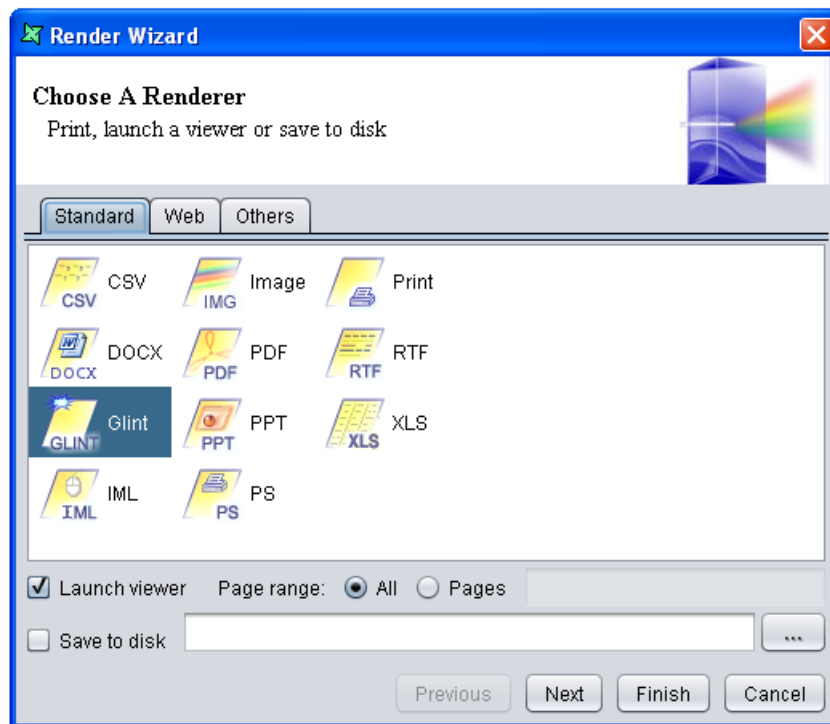 Render Wizard
Choose A Renderer
Print, launch a viewer or save to disk
Standard Web Others
CSV CSV IMG Image Print
DOCX DOCX PDF PDF RTF RTF
GLINT Glint PPT PPT XLS XLS
IML IML PS PS
Launch viewer Page range: All Pages
Save to disk ...
Previous Next Finish Cancel